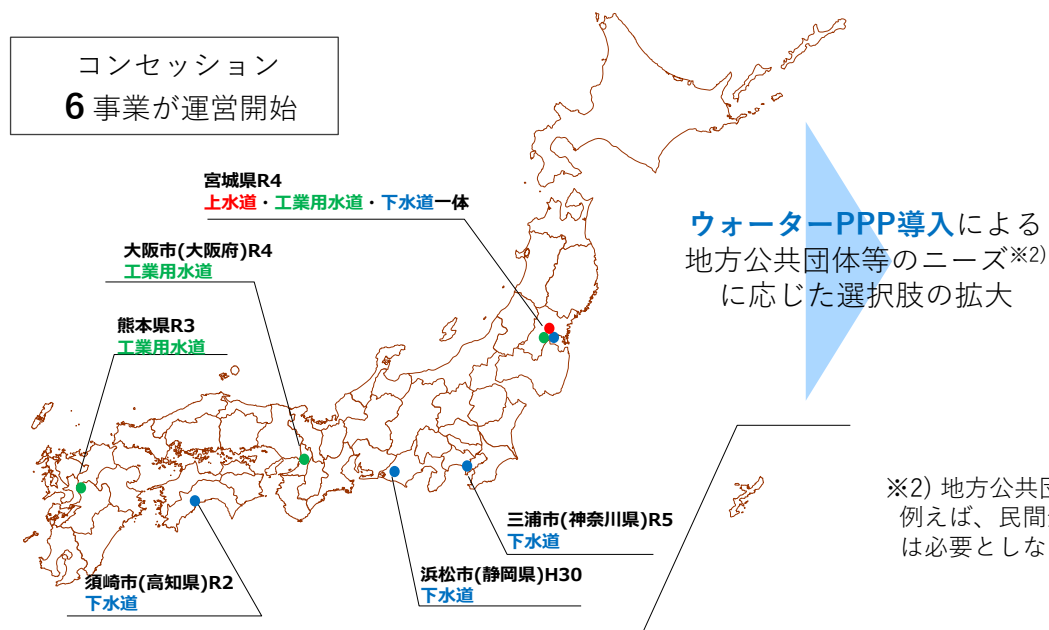 コンセッション
6 事業が運営開始
宮城県R4
上水道・工業用水道・下水道一体
大阪市(大阪府)R4
工業用水道
熊本県R3
工業用水道
ウォーターPPP導入による
地方公共団体等のニーズ※2)
に応じた選択肢の拡大
三浦市(神奈川県)R5
下水道
浜松市(静岡県)H30
下水道
須崎市(高知県)R2
下水道
※2) 地方公共団
例えば、民間
は必要としな